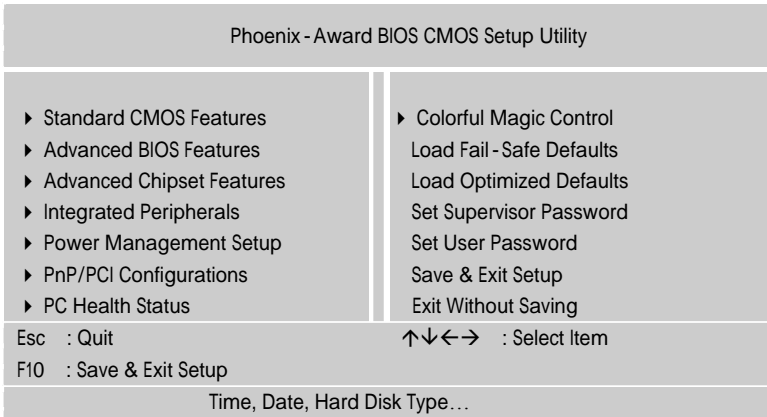 Phoenix - Award BIOS CMOS Setup Utility
Standard CMOS Features
Advanced BIOS Features
Advanced Chipset Features
Integrated Peripherals
Power Management Setup
PnP/PCI Configurations
PC Health Status
Colorful Magic Control
Load Fail - Safe Defaults
Load Optimized Defaults
Set Supervisor Password
Set User Password
Save & Exit Setup
Exit Without Saving
Esc : Quit
↑↓←→ : Select Item
F10 : Save & Exit Setup
Time, Date, Hard Disk Type…